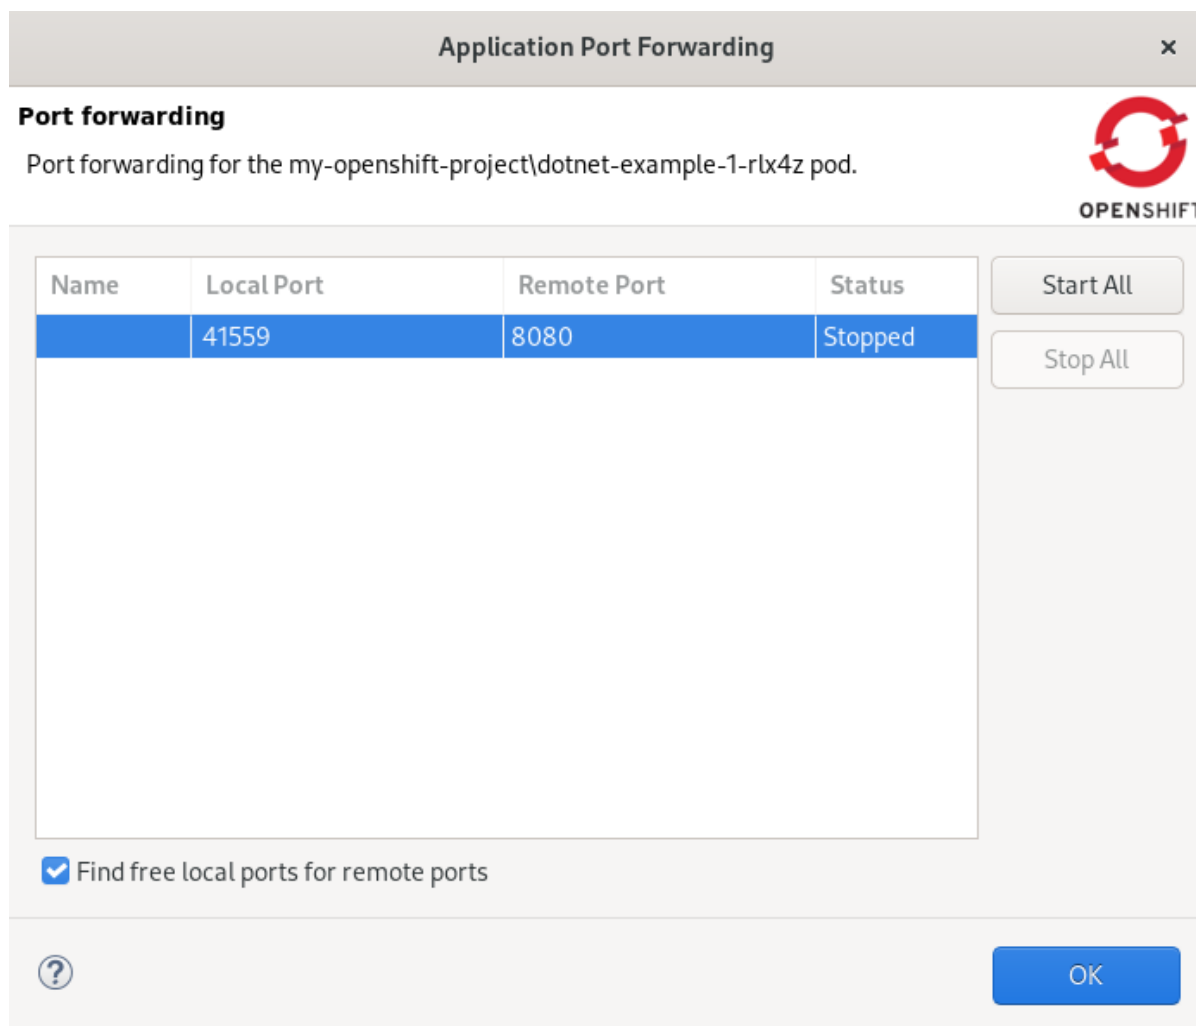 Application Port Forwarding ×
Port forwarding
Port forwarding for the my-openshift-project\dotnet-example-1-rlx4z pod.
OPENSHIFT
Name Local Port Remote Port Status
41559 8080 Stopped
Start All
Stop All
Find free local ports for remote ports
?
OK